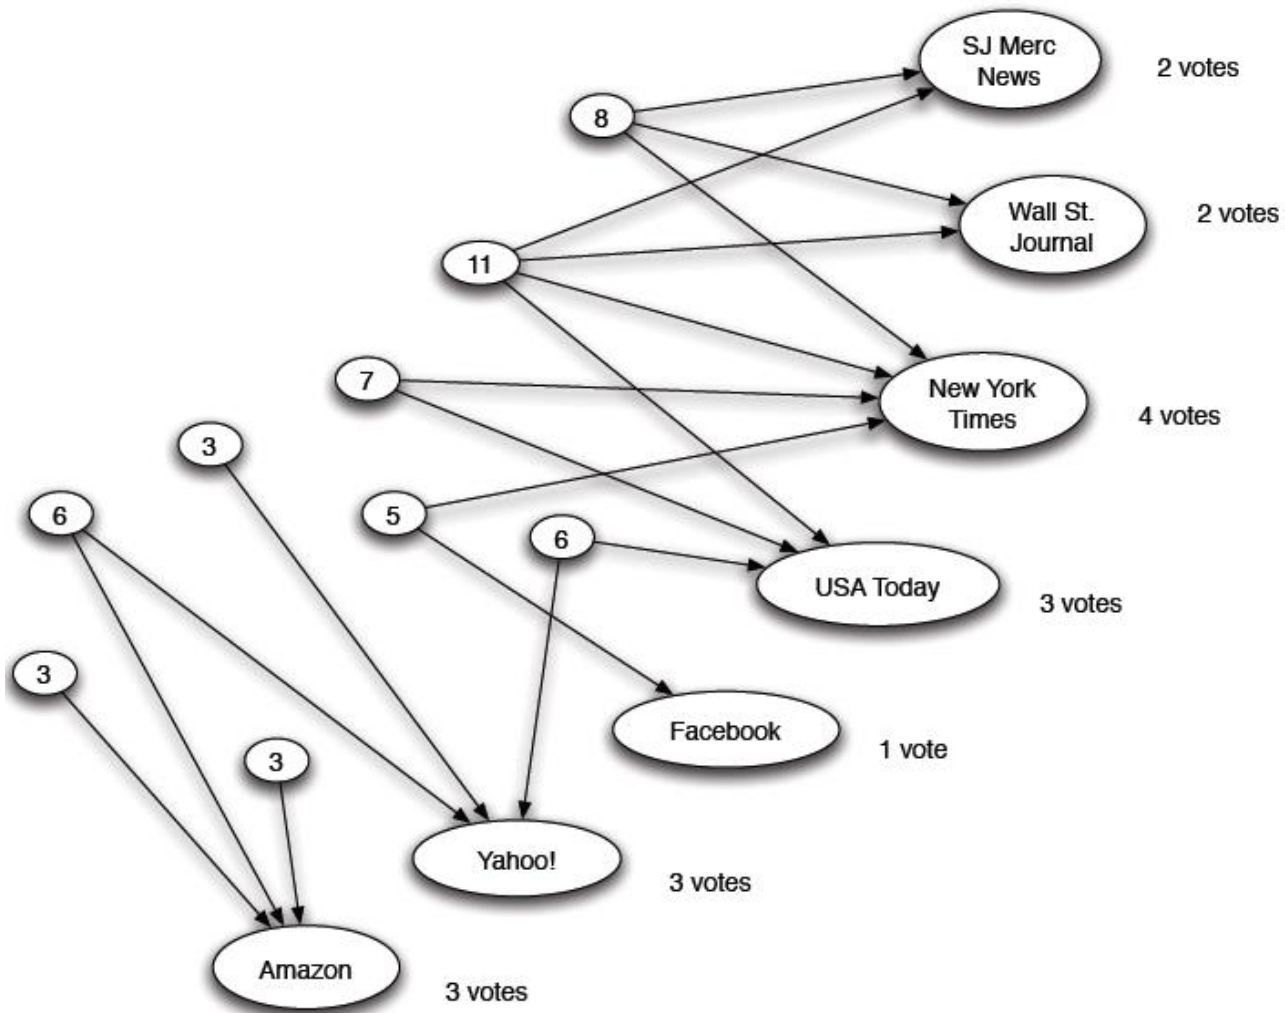 SJ Merc
News
2 votes
8
Wall St.
Journal
2 votes
11
7
New York
Times
4 votes
3
6
5
6
USA Today
3 votes
3
Facebook
1 vote
3
Yahoo!
3 votes
Amazon
3 votes